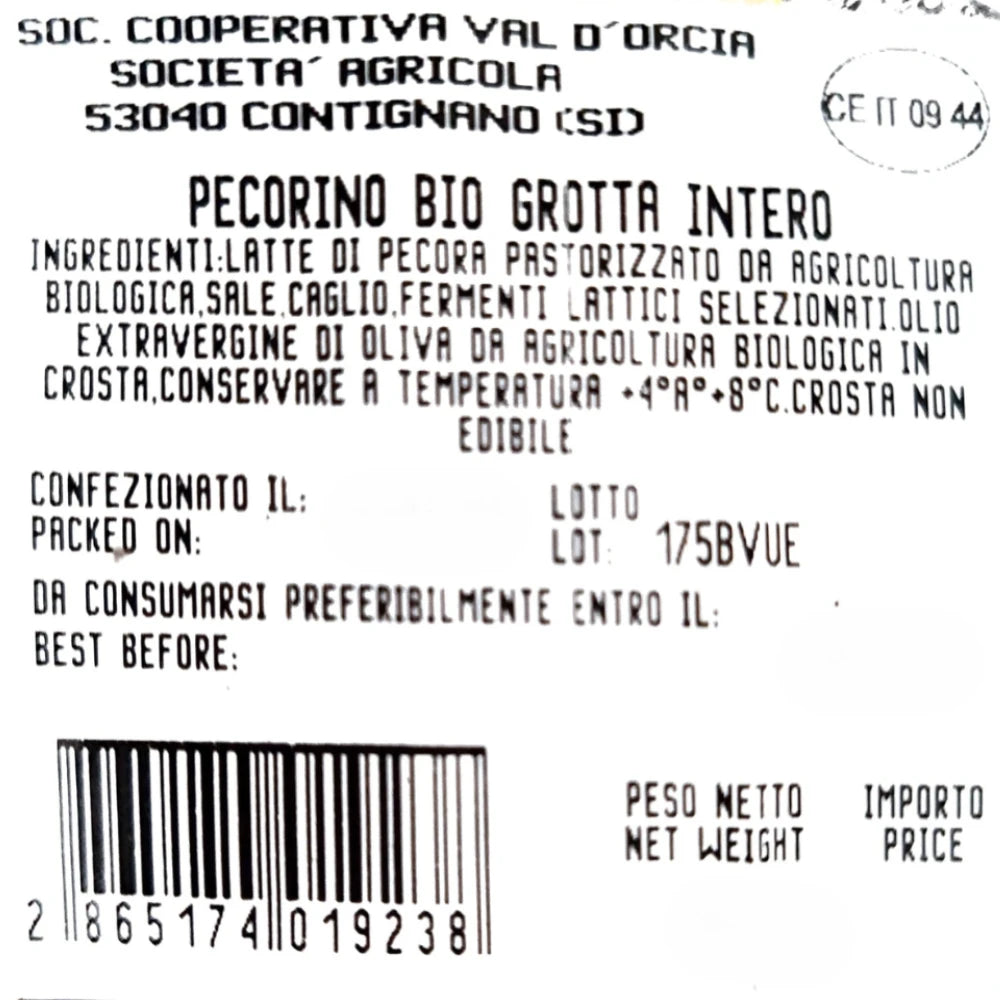 SOC. COOPERATIVA VAL D´ORCIA
SOCIETA´ AGRICOLA
53040 CONTIGNANO (SI)
CE IT 09 44
PECORINO BIO GROTTA INTERO
INGREDIENTI:LATTE DI PECORA PASTORIZZATO DA AGRICOLTURA
BIOLOGICA,SALE,CAGLIO,FERMENTI LATTICI SELEZIONATI.OLIO
EXTRAVERGINE DI OLIVA DA AGRICOLTURA BIOLOGICA IN
CROSTA,CONSERVARE A TEMPERATURA +4°A°+8°C.CROSTA NON
EDIBILE
CONFEZIONATO IL:
PACKED ON:
LOTTO
LOT: 175BVUE
DA CONSUMARSI PREFERIBILMENTE ENTRO IL:
BEST BEFORE:
PESO NETTO IMPORTO
NET WEIGHT PRICE
2 865174 019238